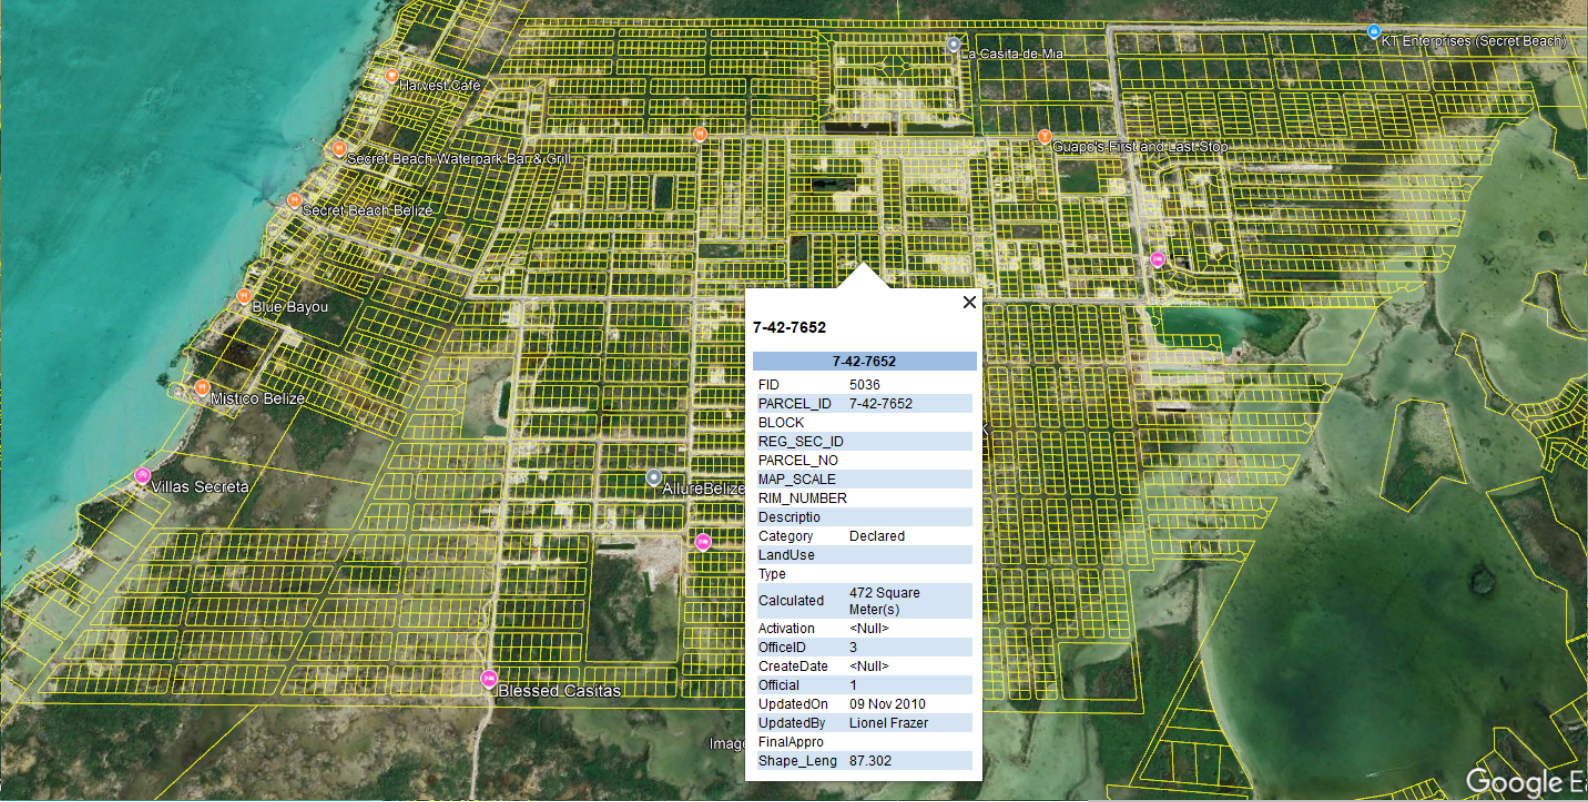 KT Enterprises (Secret Beach)
La Casita de Mia
Harvest Café
Guapo's First and Last Stop
Secret Beach Waterpark Bar & Grill
Secret Beach Belize
Blue Bayou
Mistico Belize
Villas Secreta
AllureBelize
Blessed Casitas
7-42-7652
7-42-7652
FID 5036
PARCEL_ID 7-42-7652
BLOCK
REG_SEC_ID
PARCEL_NO
MAP_SCALE
RIM_NUMBER
Descriptio
Category Declared
LandUse
Type
Calculated 472 Square
Meter(s)
Activation <Null>
OfficeID 3
CreateDate <Null>
Official 1
UpdatedOn 09 Nov 2010
UpdatedBy Lionel Frazer
FinalAppro
Shape_Leng 87.302
Image
Google Ea